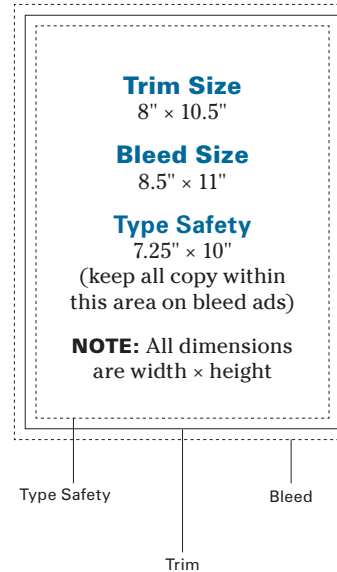 Trim Size
8" × 10.5"
Bleed Size
8.5" × 11"
Type Safety
7.25" × 10"
(keep all copy within
this area on bleed ads)
NOTE: All dimensions
are width × height
Type Safety
Bleed
Trim